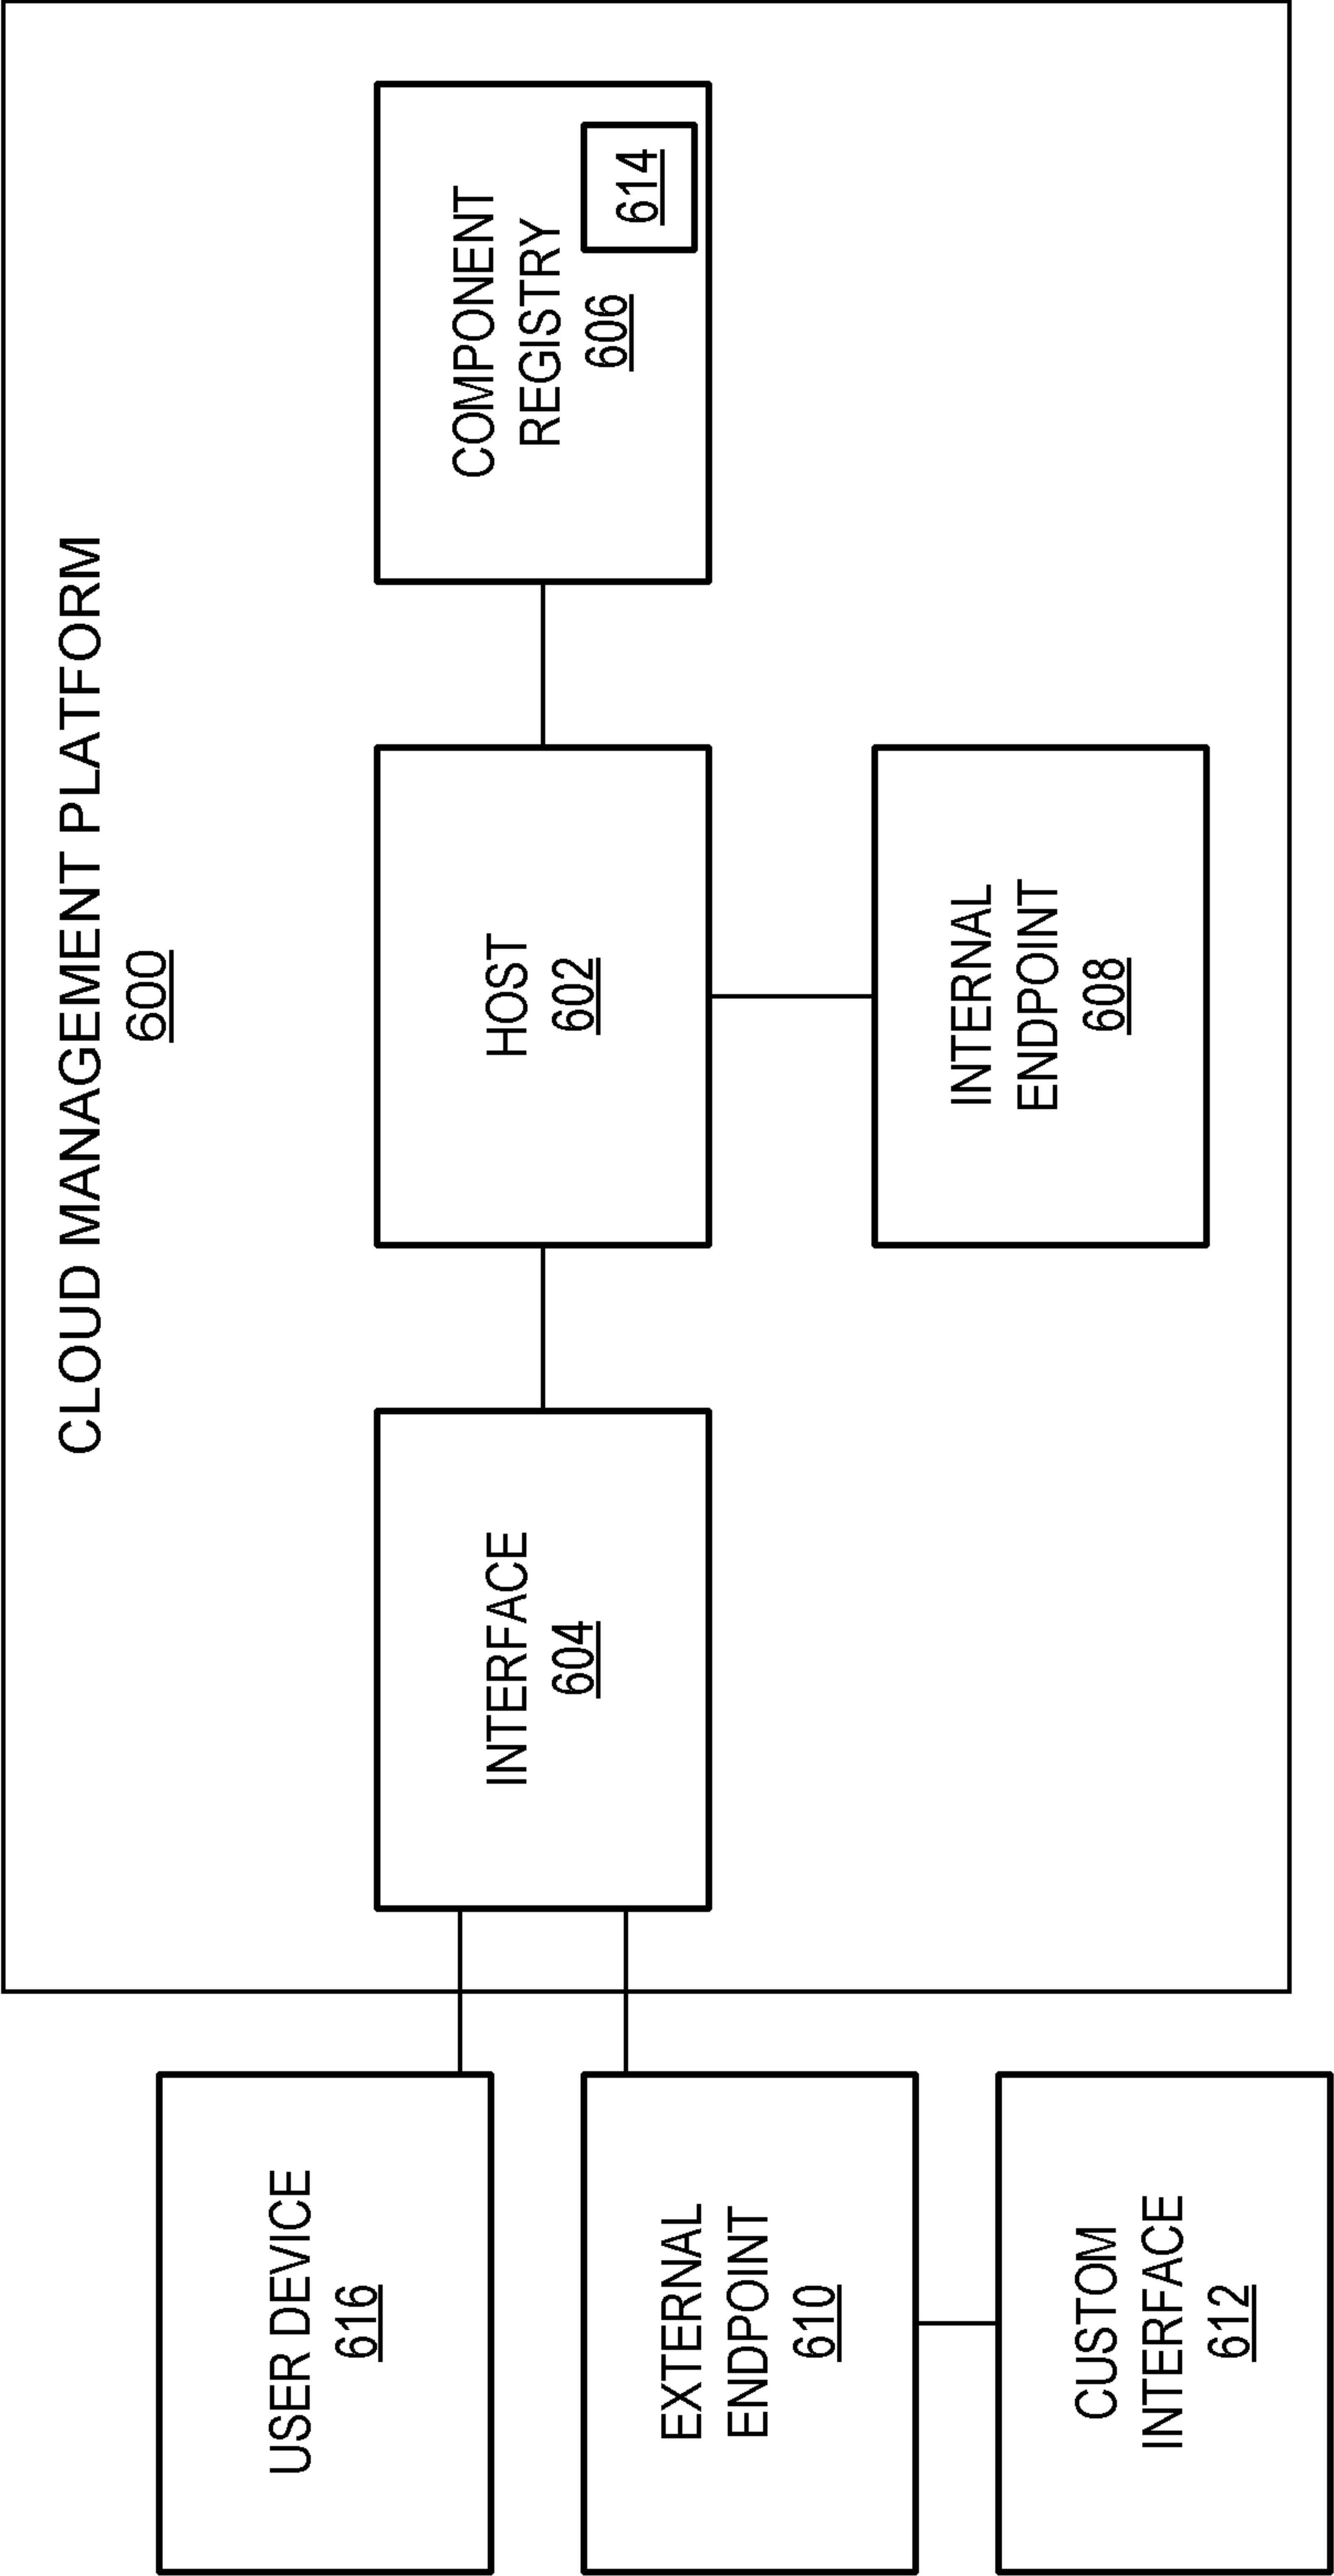 CLOUD MANAGEMENT PLATFORM
600
USER DEVICE
616
INTERFACE
604
HOST
602
COMPONENT
REGISTRY
606
614
EXTERNAL
ENDPOINT
610
INTERNAL
ENDPOINT
608
CUSTOM
INTERFACE
612